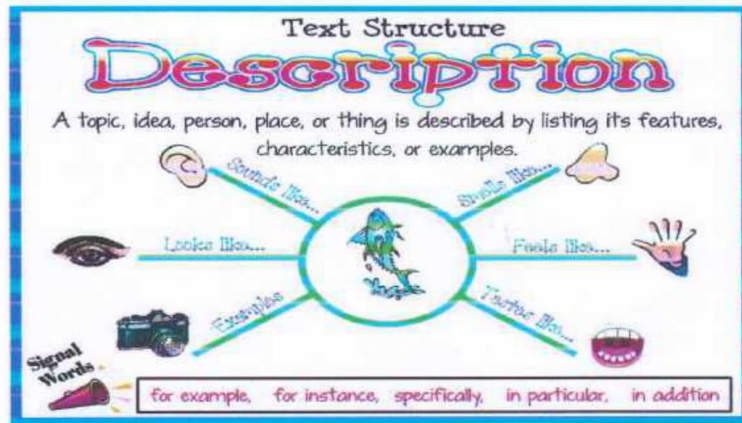 Text Structure
Description
A topic, idea, person, place, or thing is described by listing its features,
characteristics, or examples.
Sounds like...
Smells like...
Looks like...
Feels like...
Examples
Tastes like...
Signal
Words
for example, for instance, specifically, in particular, in addition